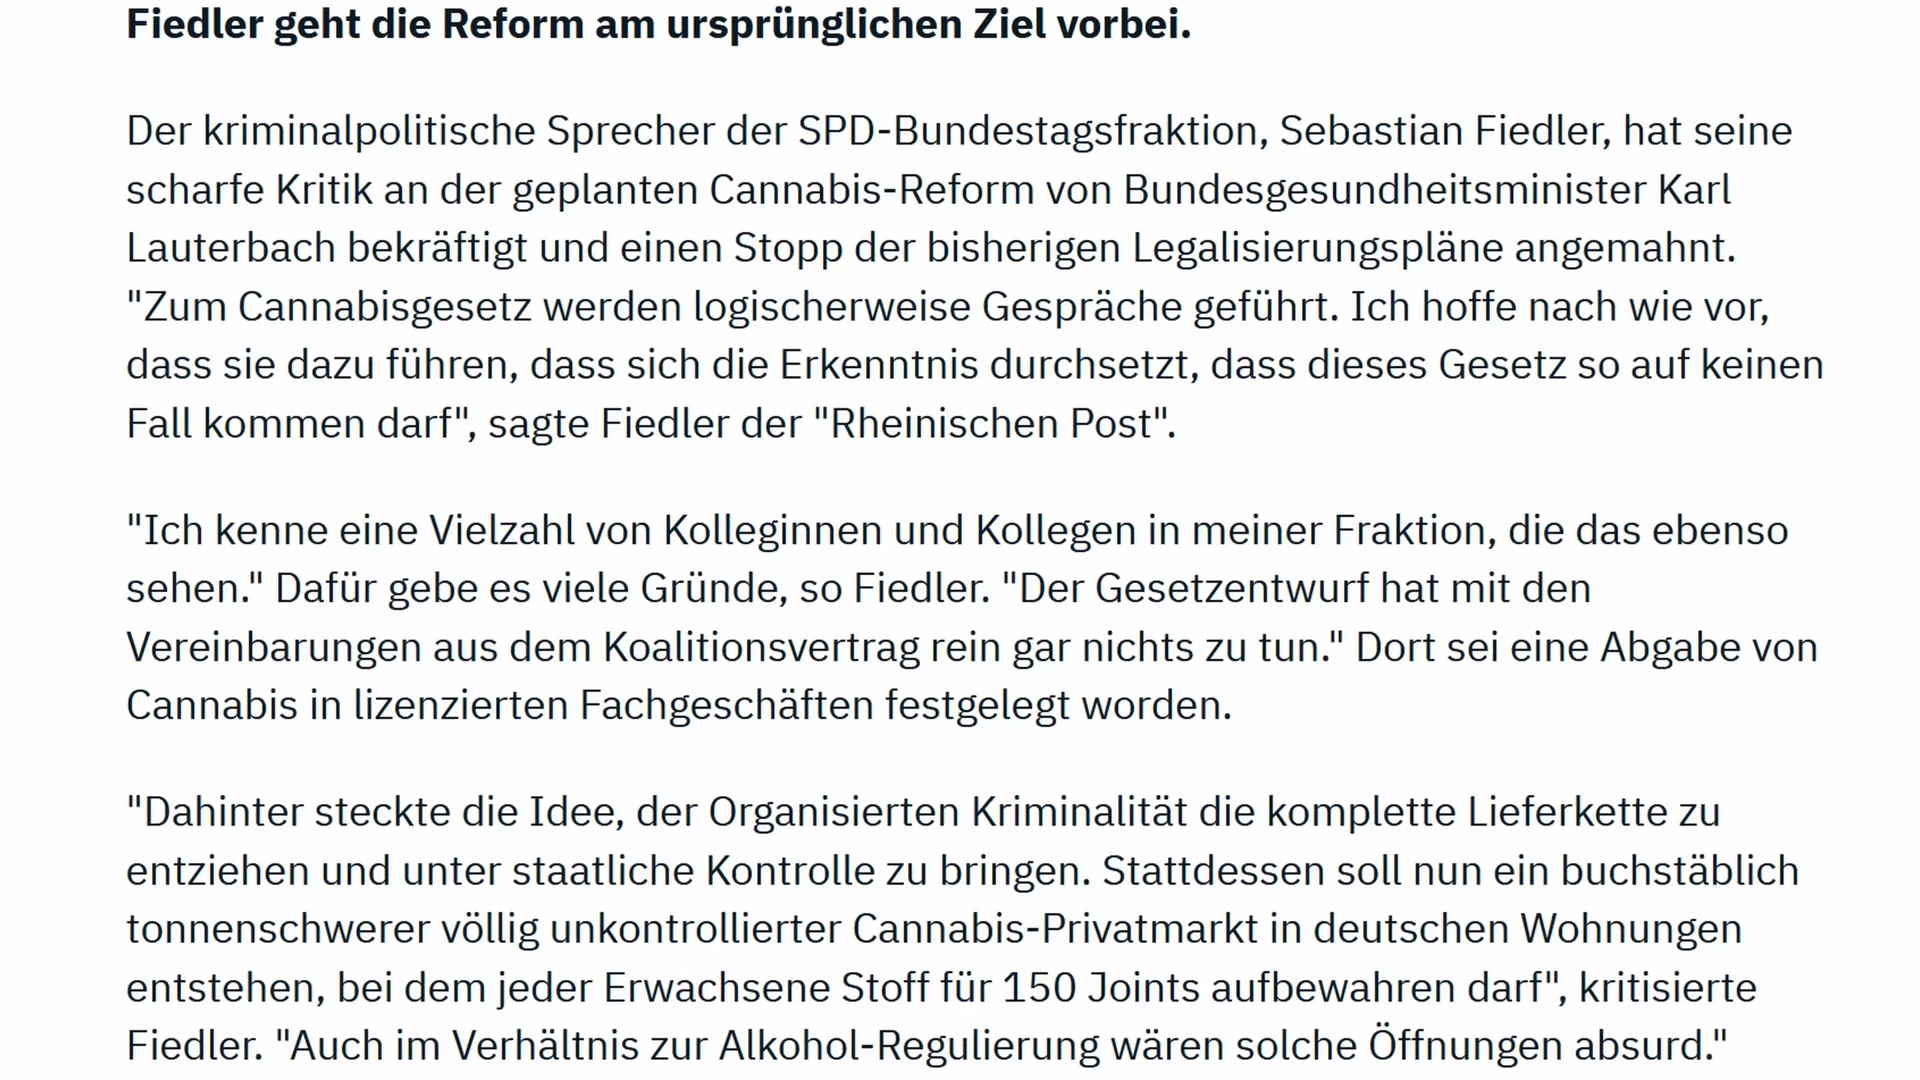 Fiedler geht die Reform am ursprünglichen Ziel vorbei.
Der kriminalpolitische Sprecher der SPD-Bundestagsfraktion, Sebastian Fiedler, hat seine
scharfe Kritik an der geplanten Cannabis-Reform von Bundesgesundheitsminister Karl
Lauterbach bekräftigt und einen Stopp der bisherigen Legalisierungspläne angemahnt.
"Zum Cannabisgesetz werden logischerweise Gespräche geführt. Ich hoffe nach wie vor,
dass sie dazu führen, dass sich die Erkenntnis durchsetzt, dass dieses Gesetz so auf keinen
Fall kommen darf", sagte Fiedler der "Rheinischen Post".
"Ich kenne eine Vielzahl von Kolleginnen und Kollegen in meiner Fraktion, die das ebenso
sehen." Dafür gebe es viele Gründe, so Fiedler. "Der Gesetzentwurf hat mit den
Vereinbarungen aus dem Koalitionsvertrag rein gar nichts zu tun." Dort sei eine Abgabe von
Cannabis in lizenzierten Fachgeschäften festgelegt worden.
"Dahinter steckte die Idee, der Organisierten Kriminalität die komplette Lieferkette zu
entziehen und unter staatliche Kontrolle zu bringen. Stattdessen soll nun ein buchstäblich
tonnenschwerer völlig unkontrollierter Cannabis-Privatmarkt in deutschen Wohnungen
entstehen, bei dem jeder Erwachsene Stoff für 150 Joints aufbewahren darf", kritisierte
Fiedler. "Auch im Verhältnis zur Alkohol-Regulierung wären solche Öffnungen absurd."